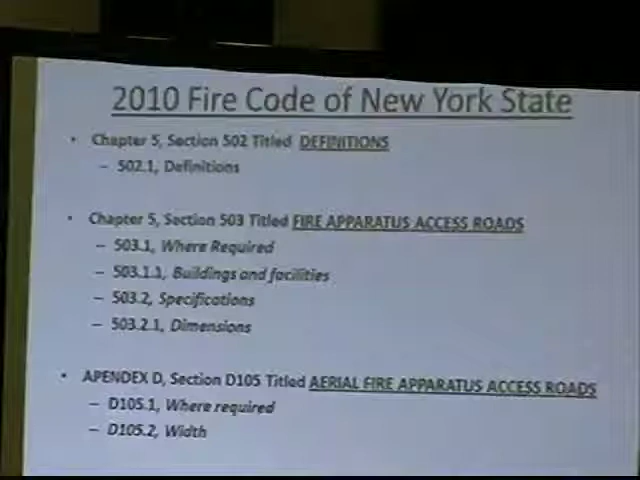 2010 Fire Code of New York State
• Chapter 5, Section 502 Titled DEFINITIONS
– 502.1, Definitions
• Chapter 5, Section 503 Titled FIRE APPARATUS ACCESS ROADS
– 503.1, Where Required
– 503.1.1, Buildings and facilities
– 503.2, Specifications
– 503.2.1, Dimensions
• APENDEX D, Section D105 Titled AERIAL FIRE APPARATUS ACCESS ROADS
– D105.1, Where required
– D105.2, Width